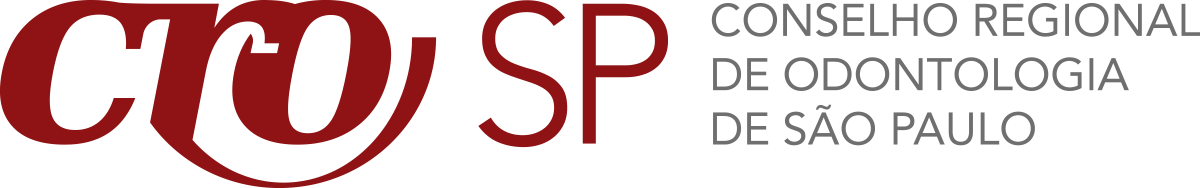 cro SP
CONSELHO REGIONAL
DE ODONTOLOGIA
DE SÃO PAULO